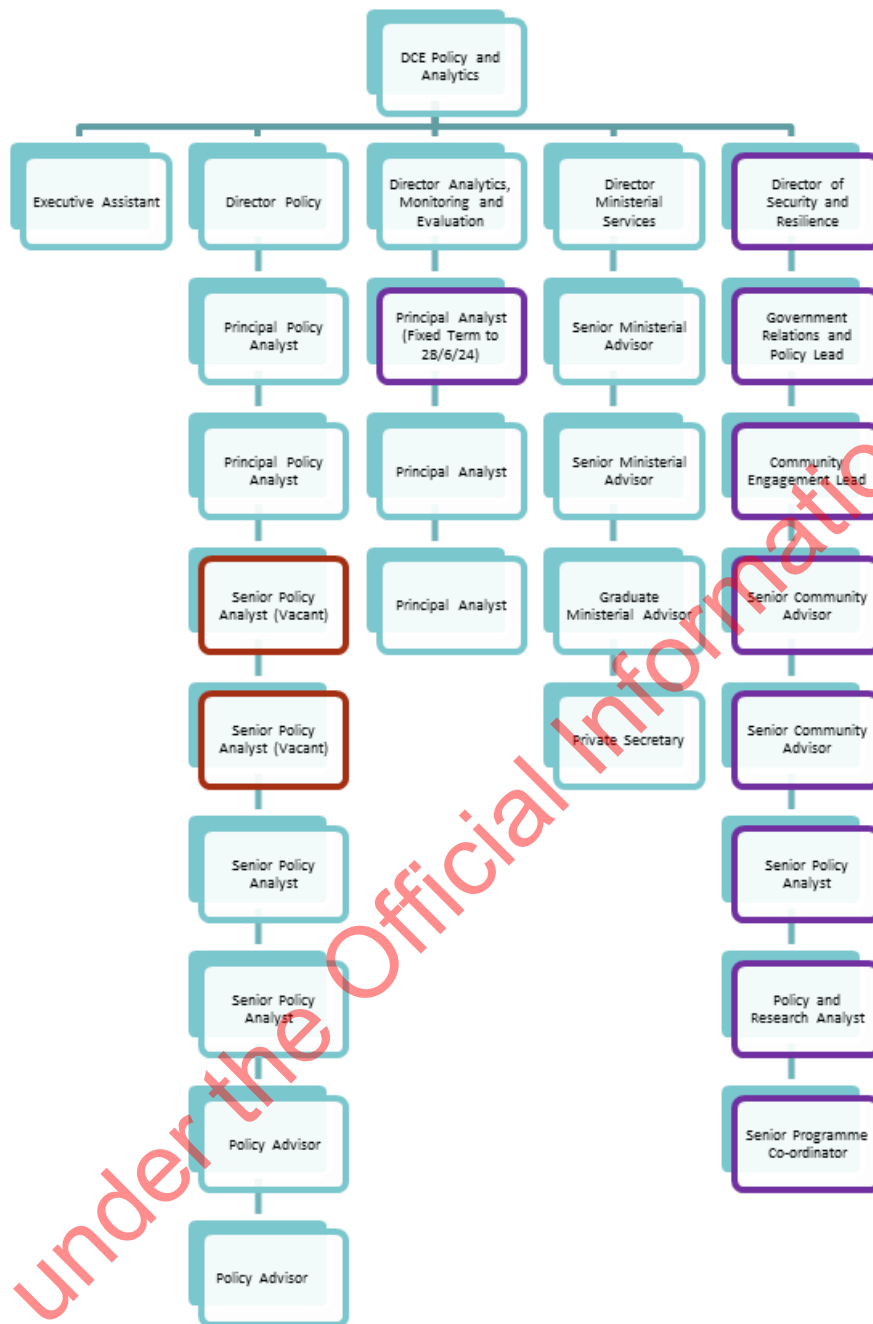 DCE Policy and
Analytics
Executive Assistant
Director Policy
Director Analytics,
Monitoring and
Evaluation
Director
Ministerial
Services
Director of
Security and
Resilience
Principal Policy
Analyst
Principal Analyst
(Fixed Term to
28/6/24)
Senior Ministerial
Advisor
Government
Relations and
Policy Lead
Principal Policy
Analyst
Principal Analyst
Senior Ministerial
Advisor
Community
Engagement Lead
Senior Policy
Analyst (Vacant)
Principal Analyst
Graduate
Ministerial Advisor
Senior Community
Advisor
Senior Policy
Analyst (Vacant)
Private Secretary
Senior Community
Advisor
Senior Policy
Analyst
Senior Policy
Analyst
Senior Policy
Analyst
Policy and
Research Analyst
Policy Advisor
Senior Programme
Co-ordinator
Policy Advisor
under the Official Informatio